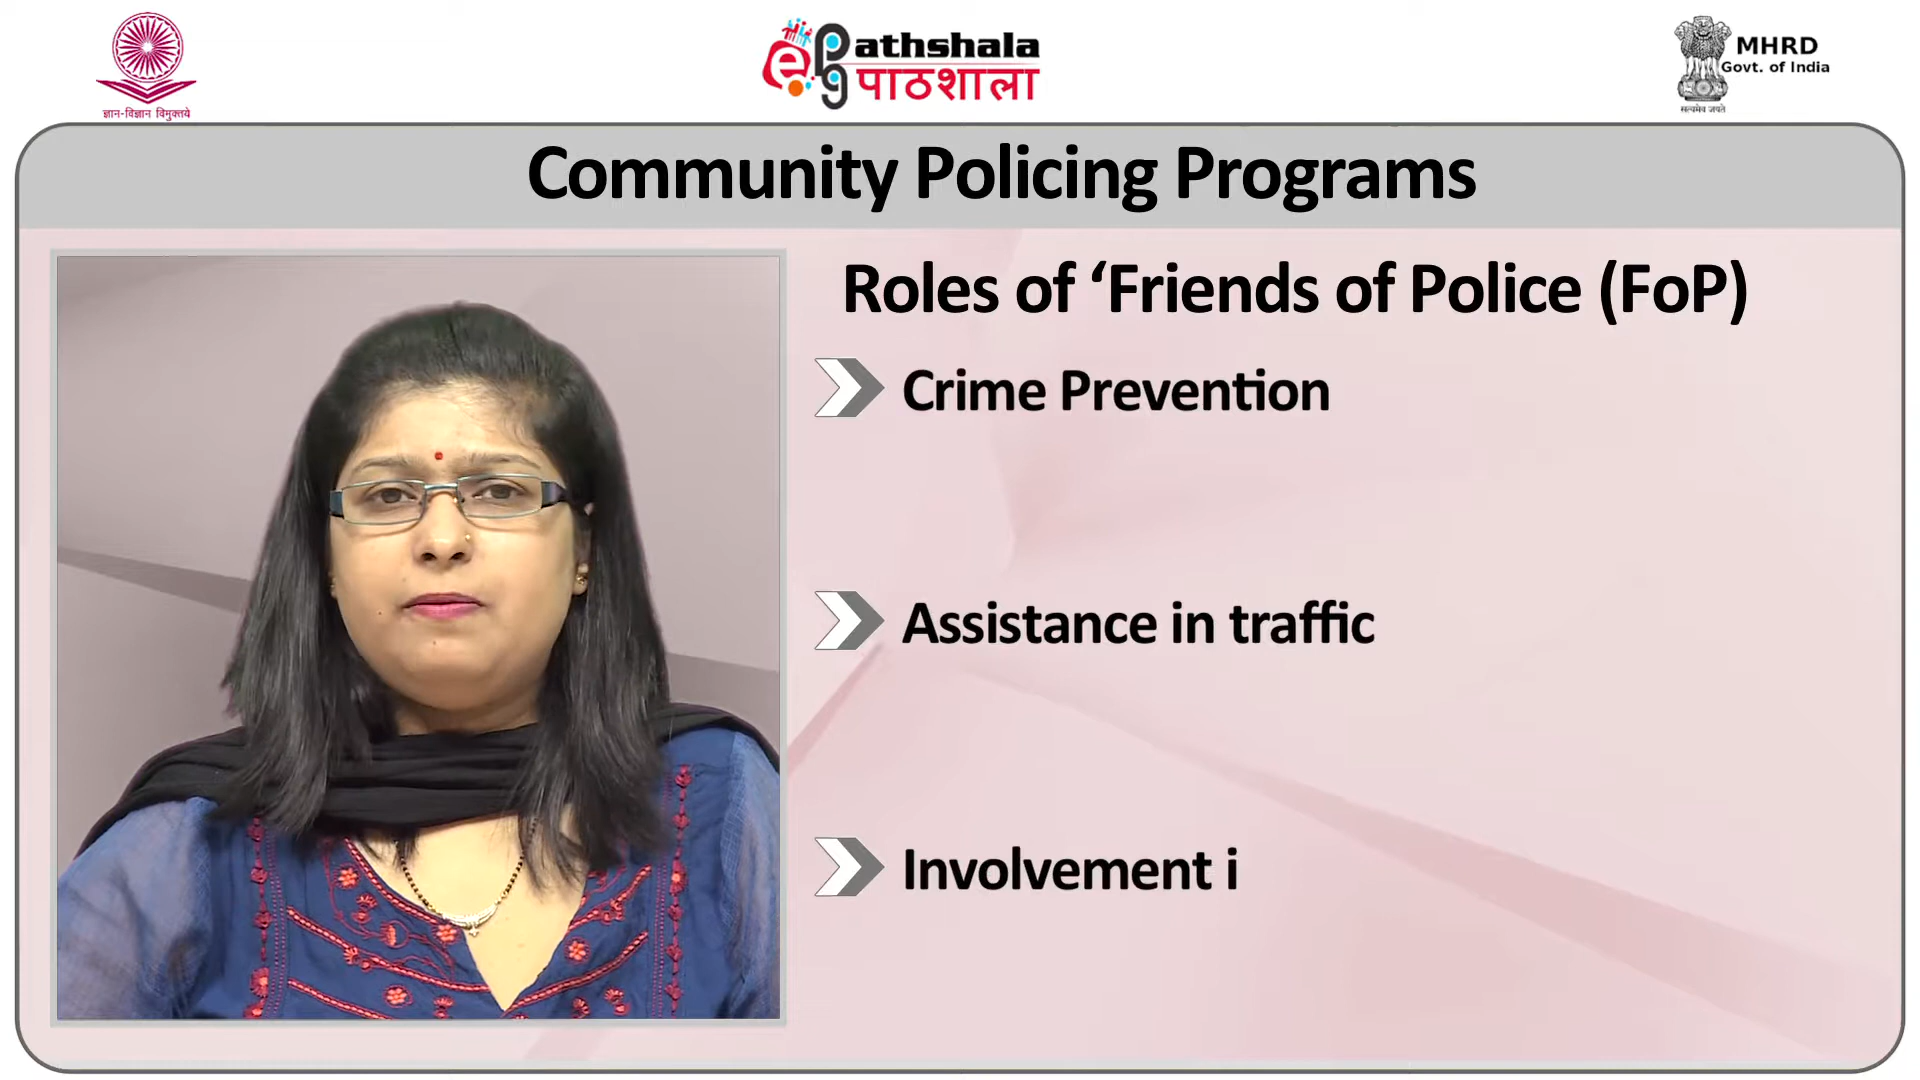 ज्ञान-विज्ञान विमुक्तये
ePGpathshala
पाठशाला
MHRD
Govt. of India
सत्यमेव जयते
Community Policing Programs
Roles of ‘Friends of Police (FoP)
Crime Prevention
Assistance in traffic
Involvement i